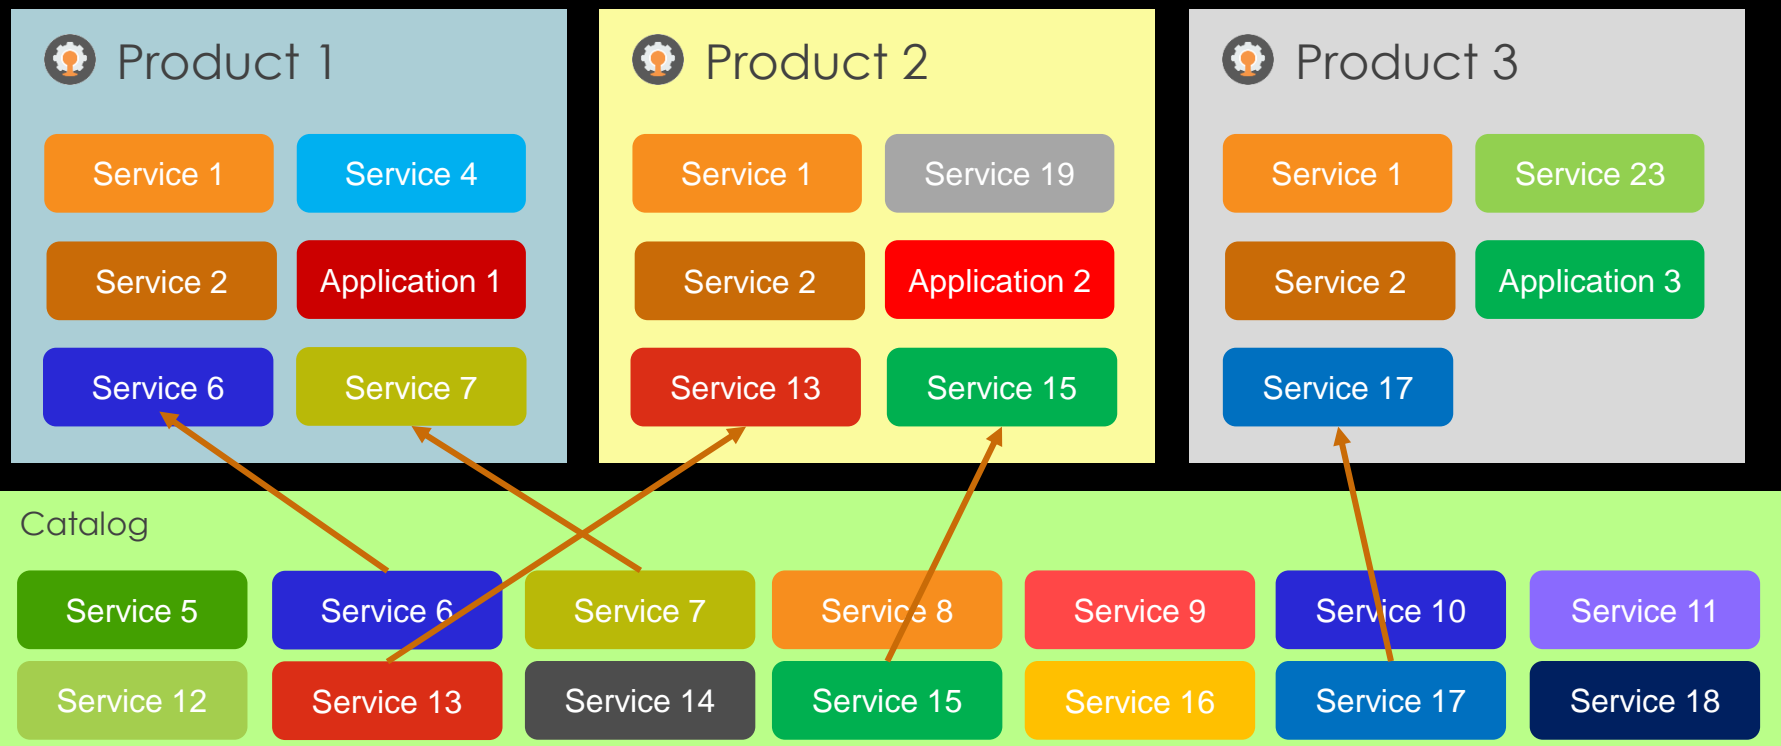 Product 1
Service 1
Service 4
Service 2
Application 1
Service 6
Service 7
Product 2
Service 1
Service 19
Service 2
Application 2
Service 13
Service 15
Product 3
Service 1
Service 23
Service 2
Application 3
Service 17
Catalog
Service 5
Service 6
Service 7
Service 8
Service 9
Service 10
Service 11
Service 12
Service 13
Service 14
Service 15
Service 16
Service 17
Service 18